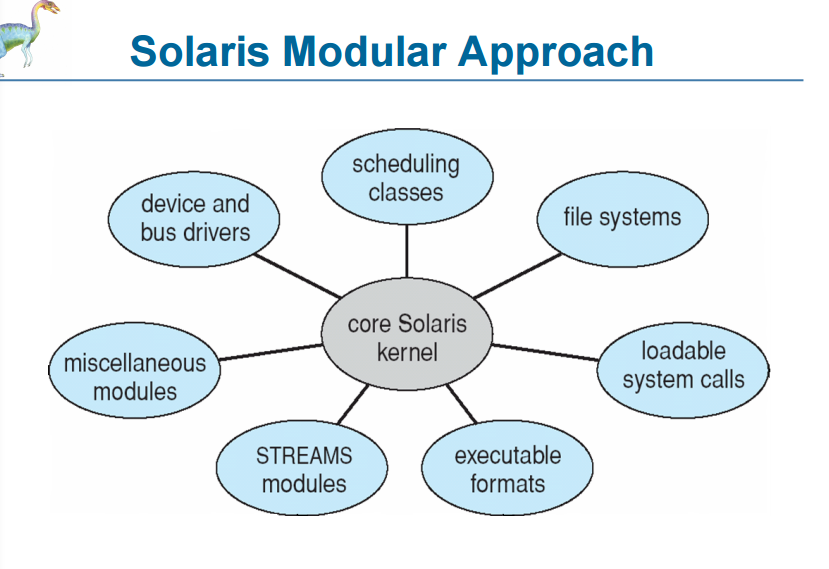 Solaris Modular Approach
scheduling
classes
device and
bus drivers
file systems
core Solaris
kernel
miscellaneous
modules
loadable
system calls
STREAMS
modules
executable
formats